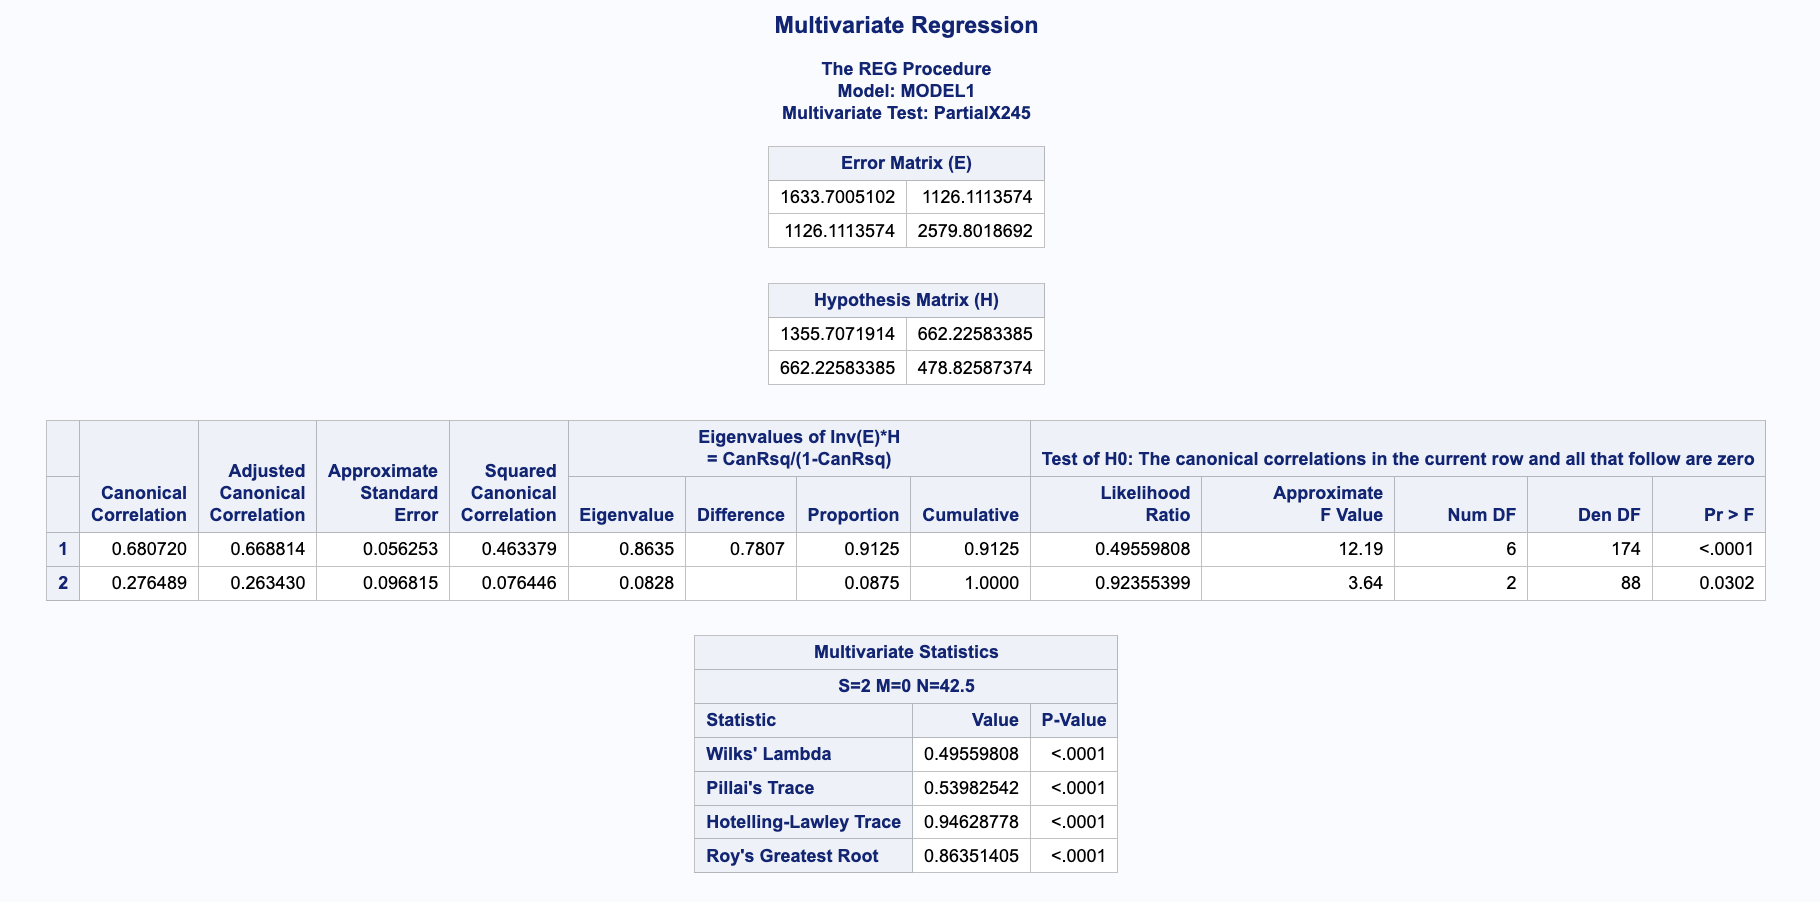 Multivariate Regression
The REG Procedure
Model: MODEL1
Multivariate Test: PartialX245
Error Matrix (E)
1633.7005102 1126.1113574
1126.1113574 2579.8018692
Hypothesis Matrix (H)
1355.7071914 662.22583385
662.22583385 478.82587374
Canonical Correlation Adjusted Canonical Correlation Approximate Standard Error Squared Canonical Correlation Eigenvalues of Inv(E)*H = CanRsq/(1-CanRsq) Test of H0: The canonical correlations in the current row and all that follow are zero
Eigenvalue Difference Proportion Cumulative Likelihood Ratio Approximate F Value Num DF Den DF Pr > F
1 0.680720 0.668814 0.056253 0.463379 0.8635 0.7807 0.9125 0.9125 0.49559808 12.19 6 174 <.0001
2 0.276489 0.263430 0.096815 0.076446 0.0828 0.0875 1.0000 0.92355399 3.64 2 88 0.0302
Multivariate Statistics
S=2 M=0 N=42.5
Statistic Value P-Value
Wilks' Lambda 0.49559808 <.0001
Pillai's Trace 0.53982542 <.0001
Hotelling-Lawley Trace 0.94628778 <.0001
Roy's Greatest Root 0.86351405 <.0001